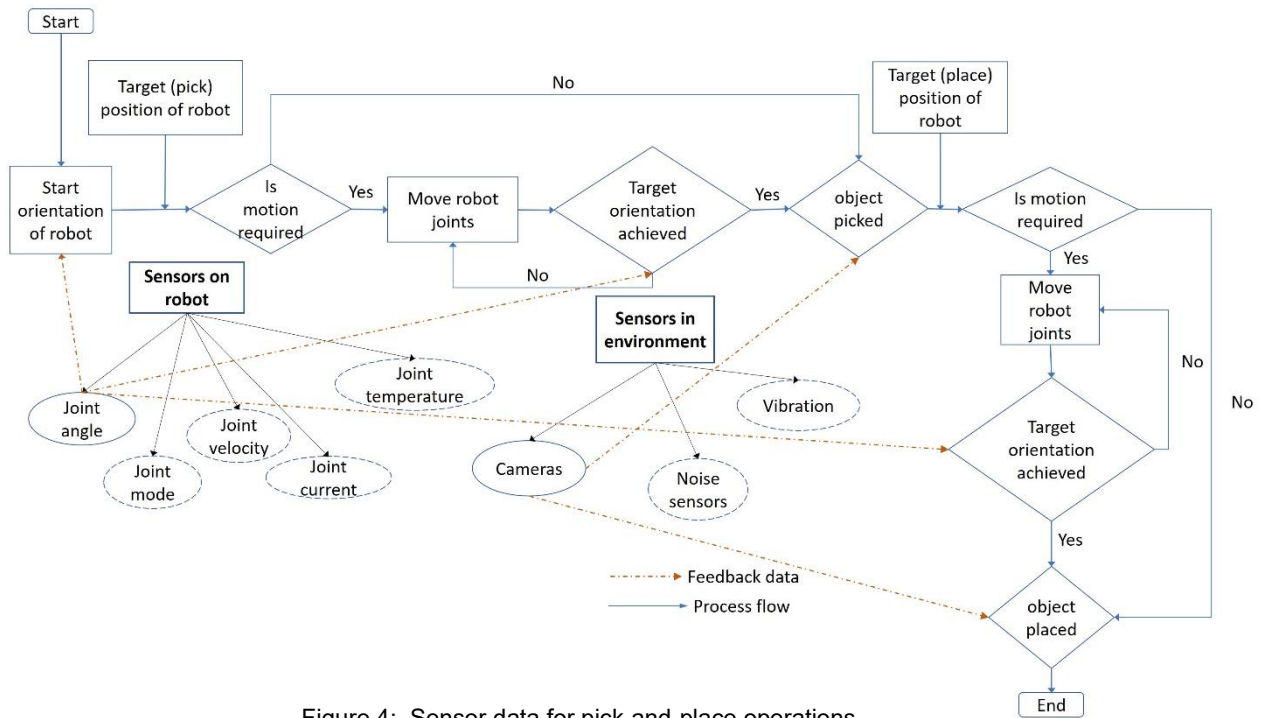 Start
Target (pick)
position of robot
No
Target (place)
position of
robot
Start
orientation
of robot
Is
motion
required
Yes
Move robot
joints
Target
orientation
achieved
Yes
object
picked
Is motion
required
No
Yes
Sensors on
robot
Sensors in
environment
Move
robot
joints
No
No
Joint
temperature
Joint
angle
Joint
velocity
Joint
mode
Joint
current
Vibration
Cameras
Noise
sensors
Target
orientation
achieved
Yes
Feedback data
Process flow
object
placed
End
Figure 4: Sensor data for pick and place operations